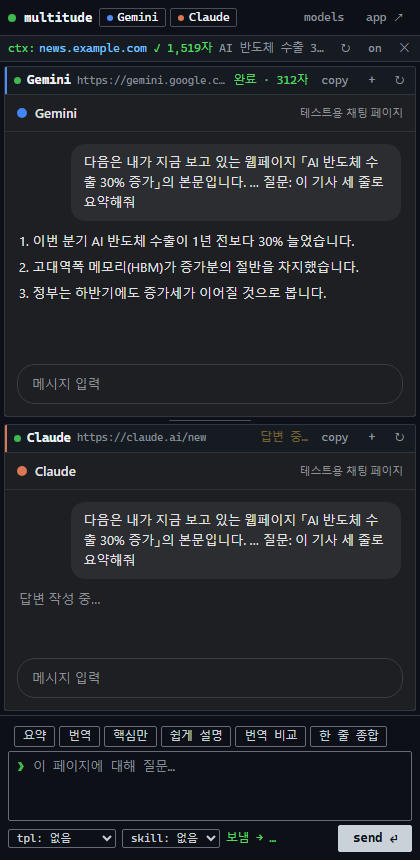 multitude Gemini Claude models app ↗
ctx: news.example.com ✓ 1,519자 AI 반도체 수출 3… ↻ on ×
Gemini https://gemini.google.c… 완료 · 312자 copy + ↻
Gemini 테스트용 채팅 페이지
다음은 내가 지금 보고 있는 웹페이지 「AI 반도체 수
출 30% 증가」의 본문입니다. … 질문: 이 기사 세 줄로
요약해줘
1. 이번 분기 AI 반도체 수출이 1년 전보다 30% 늘었습니다.
2. 고대역폭 메모리(HBM)가 증가분의 절반을 차지했습니다.
3. 정부는 하반기에도 증가세가 이어질 것으로 봅니다.
메시지 입력
Claude https://claude.ai/new 답변 중… copy + ↻
Claude 테스트용 채팅 페이지
다음은 내가 지금 보고 있는 웹페이지 「AI 반도체 수
출 30% 증가」의 본문입니다. … 질문: 이 기사 세 줄로
요약해줘
답변 작성 중…
메시지 입력
요약 번역 핵심만 쉽게 설명 번역 비교 한 줄 종합
❯ 이 페이지에 대해 질문…
tpl: 없음 skill: 없음 보냄 → … send ↵